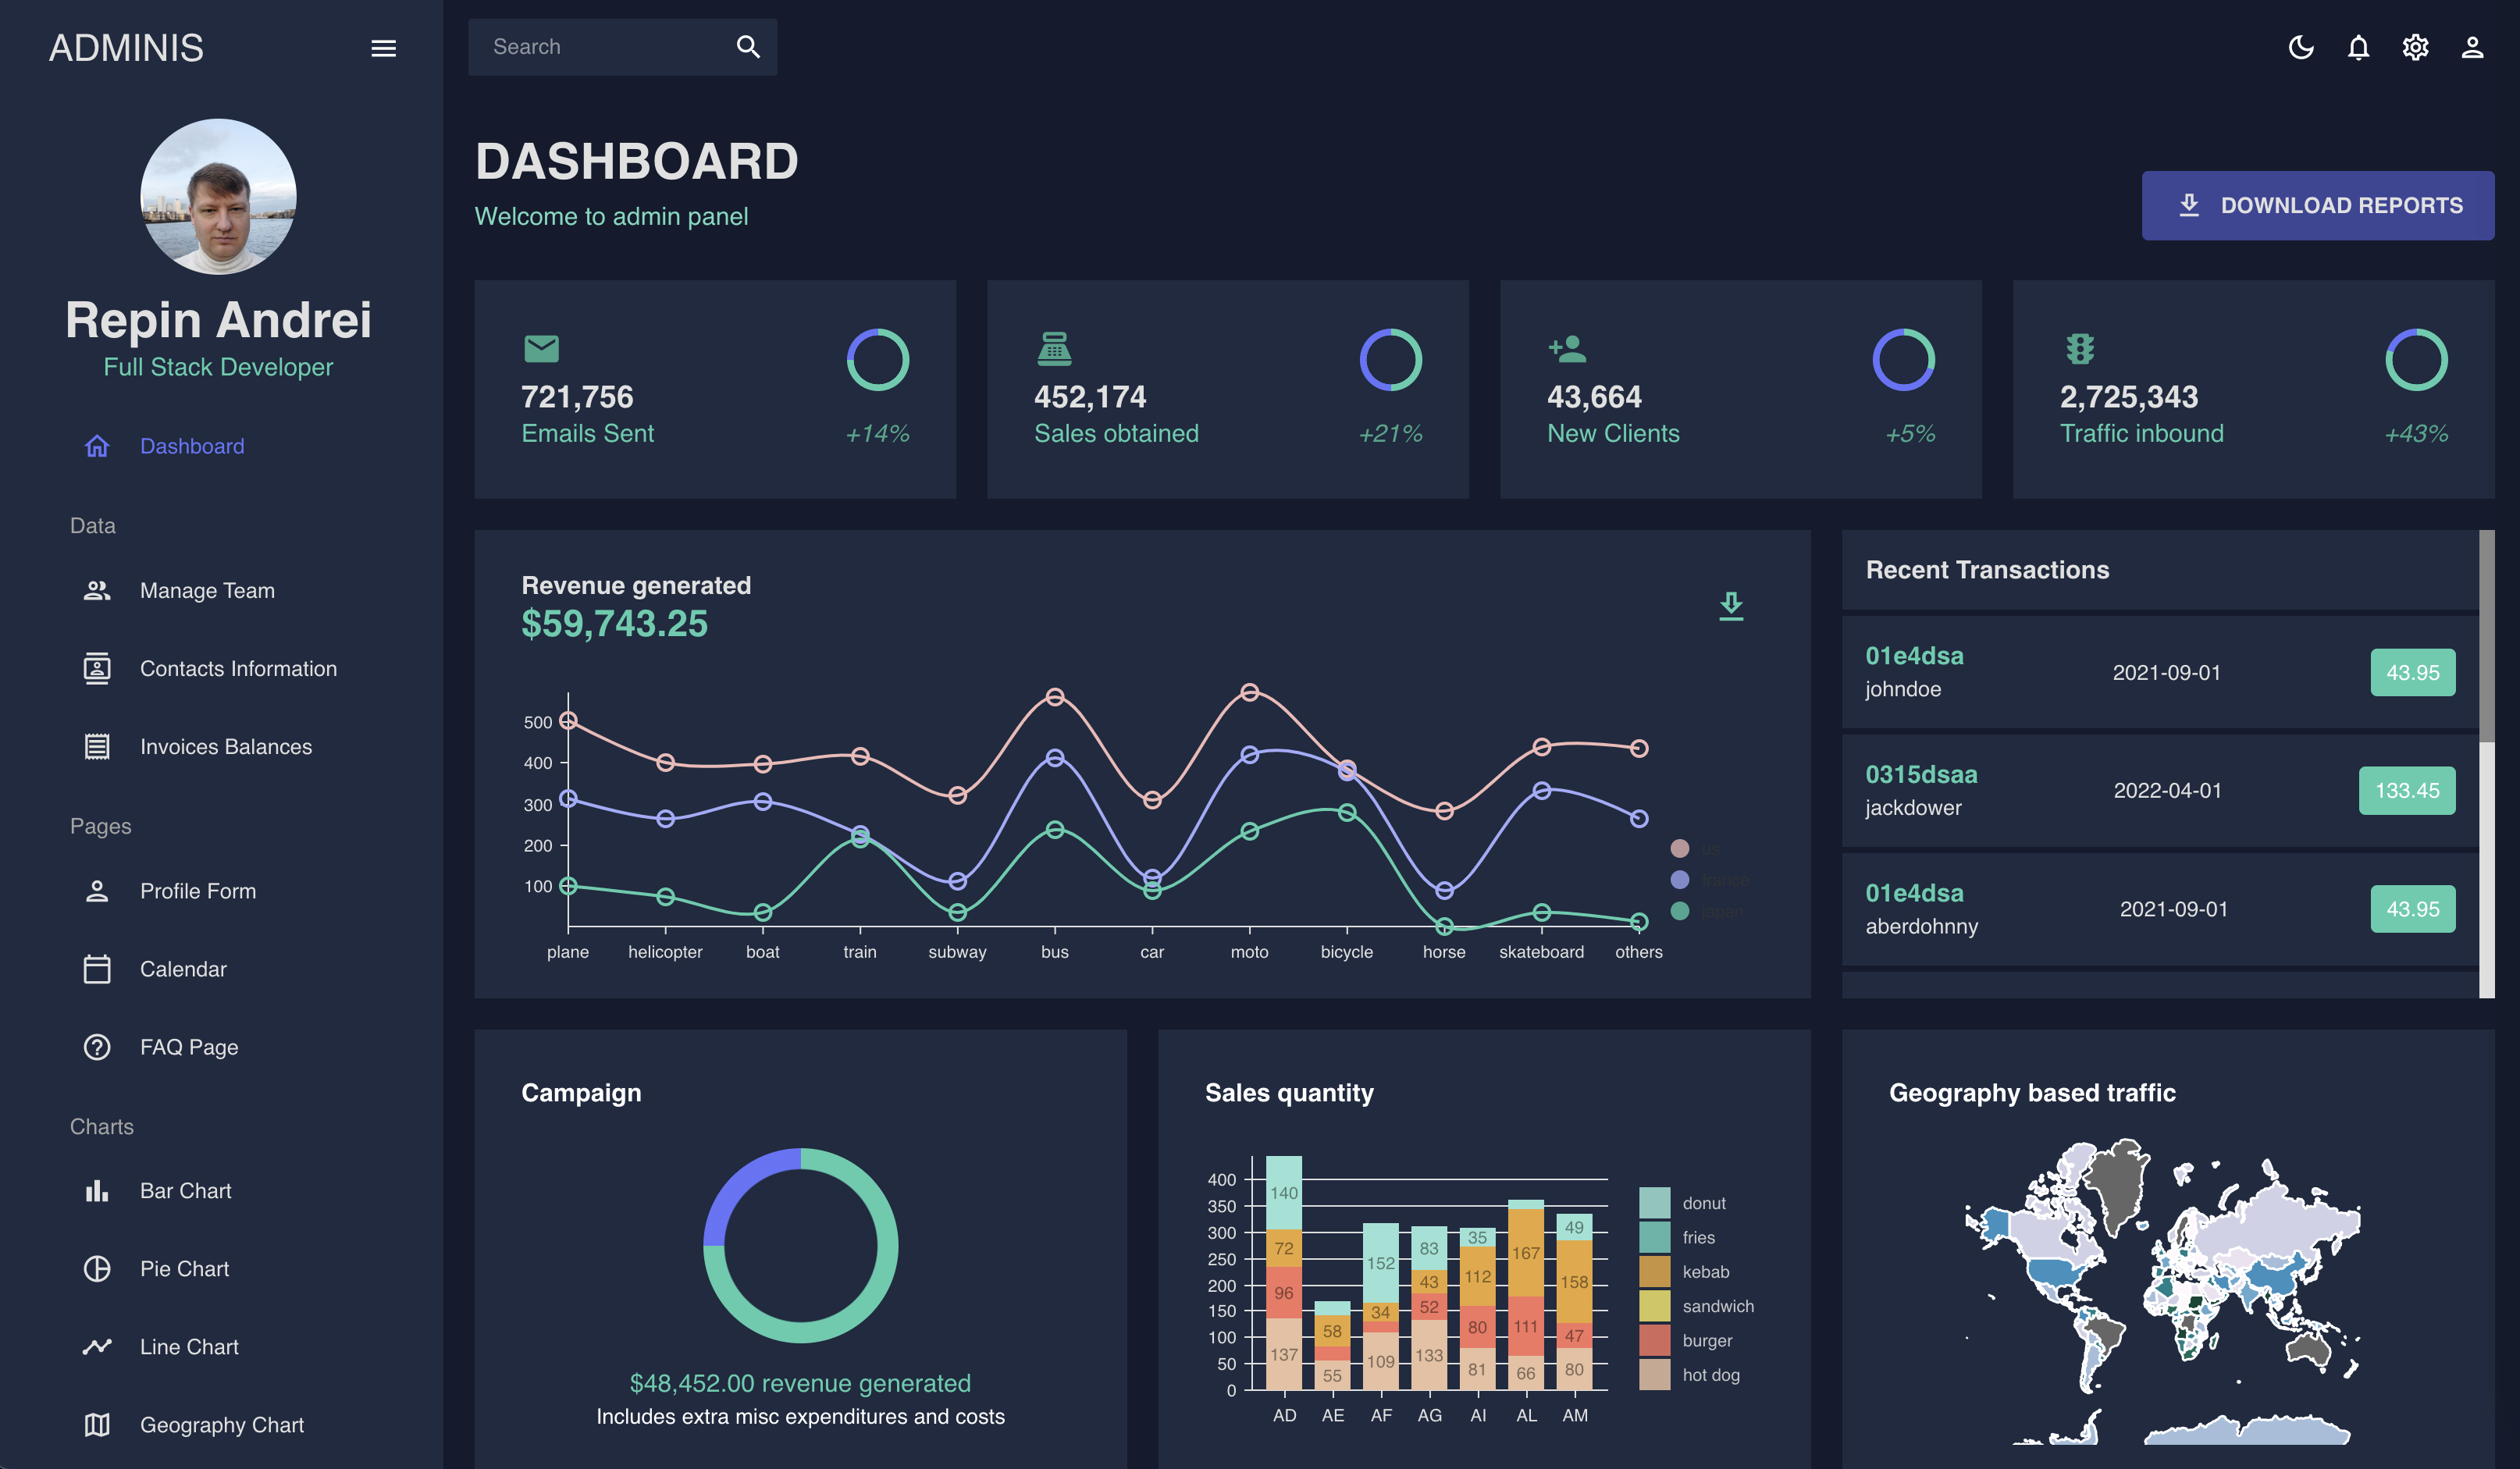 ADMINIS
Search
Repin Andrei
Full Stack Developer
Dashboard
Data
Manage Team
Contacts Information
Invoices Balances
Pages
Profile Form
Calendar
FAQ Page
Charts
Bar Chart
Pie Chart
Line Chart
Geography Chart
DASHBOARD
Welcome to admin panel
DOWNLOAD REPORTS
721,756
Emails Sent +14%
452,174
Sales obtained +21%
43,664
New Clients +5%
2,725,343
Traffic inbound +43%
Revenue generated
$59,743.25
500
400
300
200
100
plane helicopter boat train subway bus car moto bicycle horse skateboard others
us
france
japan
Recent Transactions
01e4dsa
johndoe
2021-09-01
43.95
0315dsaa
jackdower
2022-04-01
133.45
01e4dsa
aberdohnny
2021-09-01
43.95
Campaign
$48,452.00 revenue generated
Includes extra misc expenditures and costs
Sales quantity
400
350
300
250
200
150
100
50
0
140
72
96
137
58
55
152
34
109
83
43
52
133
35
112
80
81
167
111
66
49
158
47
80
AD AE AF AG AI AL AM
donut
fries
kebab
sandwich
burger
hot dog
Geography based traffic